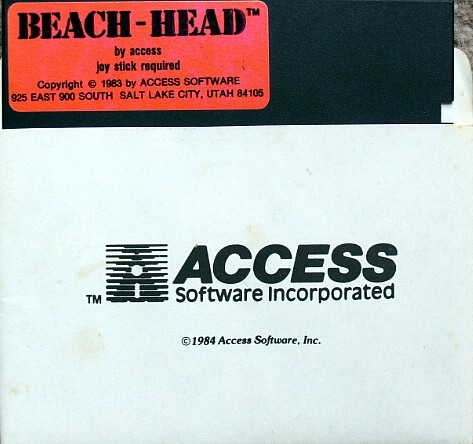 BEACH-HEAD™
by access
joy stick required
Copyright © 1983 by ACCESS SOFTWARE
925 EAST 900 SOUTH SALT LAKE CITY, UTAH 84105
ACCESS
™ Software Incorporated
©1984 Access Software, Inc.